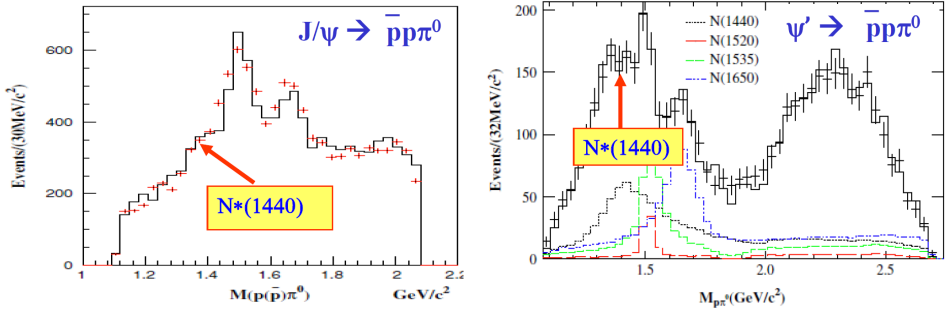 J/ψ → p̅pπ⁰
Events/(30MeV/c²)
600
400
200
0
N*(1440)
1
1.2
1.4
1.6
1.8
2
2.2
M(p(p̅)π⁰)
GeV/c²
ψ' → p̅pπ⁰
Events/(32MeV/c²)
200
150
100
50
0
N(1440)
N(1520)
N(1535)
N(1650)
N*(1440)
1.5
2.0
2.5
M_pπ⁰(GeV/c²)